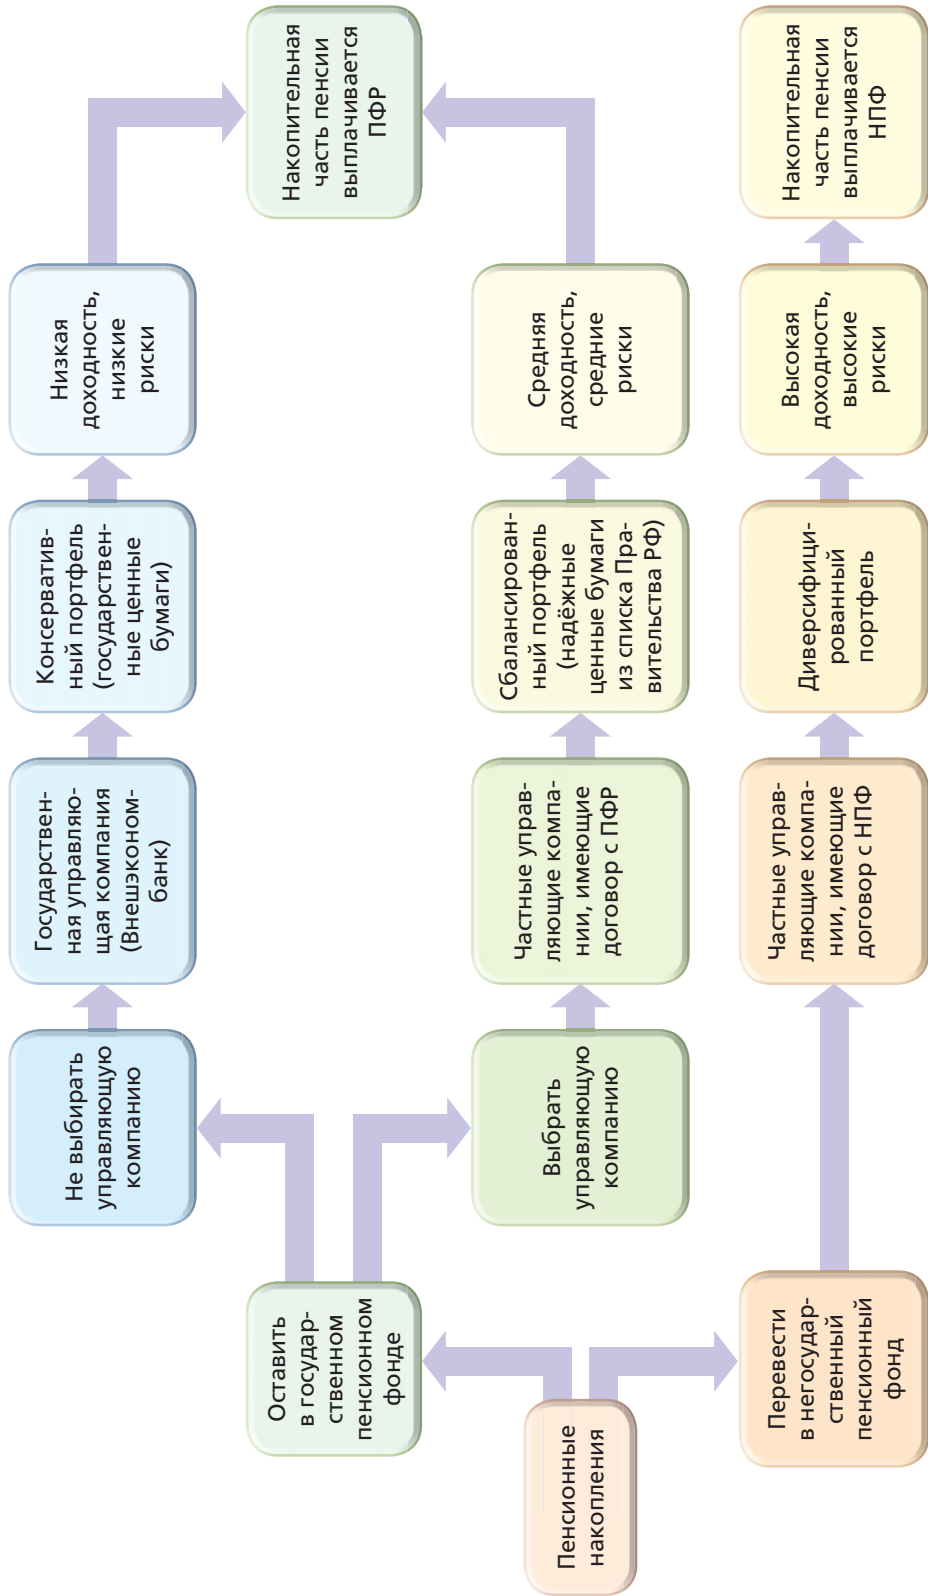 Пенсионные
накопления
Оставить
в государ-
ственном
пенсионном
фонде
Перевести
в негосудар-
ственный
пенсионный
фонд
Не выбирать
управляющую
компанию
Государствен-
ная управляю-
щая компания
(Внешэконом-
банк)
Консерватив-
ный портфель
(государствен-
ные ценные
бумаги)
Низкая
доходность,
низкие
риски
Накопительная
часть пенсии
выплачивается
ПФР
Выбрать
управляющую
компанию
Частные управ-
ляющие компа-
нии, имеющие
договор с ПФР
Сбалансирован-
ный портфель
(надёжные
ценные бумаги
из списка Пра-
вительства РФ)
Средняя
доходность,
средние
риски
Частные управ-
ляющие компа-
нии, имеющие
договор с НПФ
Диверсифици-
рованный
портфель
Высокая
доходность,
высокие
риски
Накопительная
часть пенсии
выплачивается
НПФ